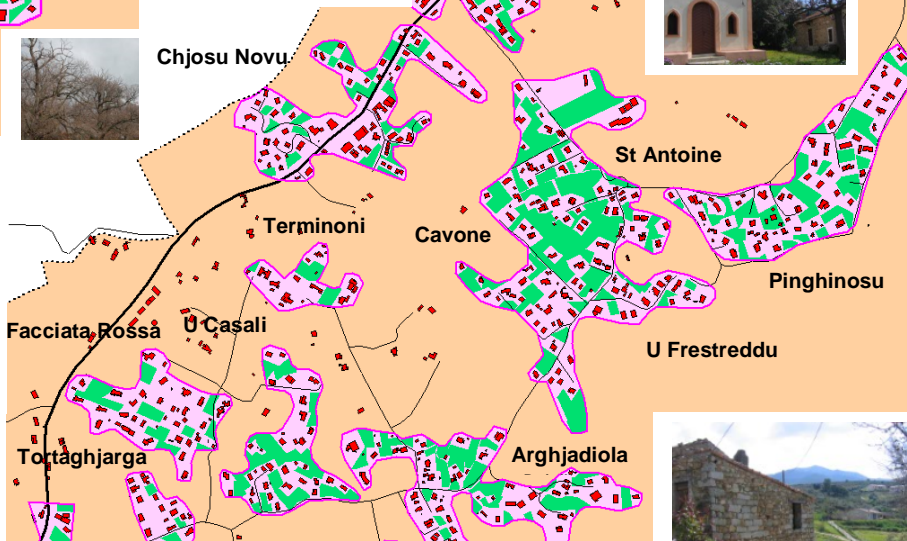 Chjosu Novu
St Antoine
Terminoni
Cavone
Pinghinosu
Facciata Rossa
U Casali
U Frestreddu
Tortaghjarga
Arghjadiola